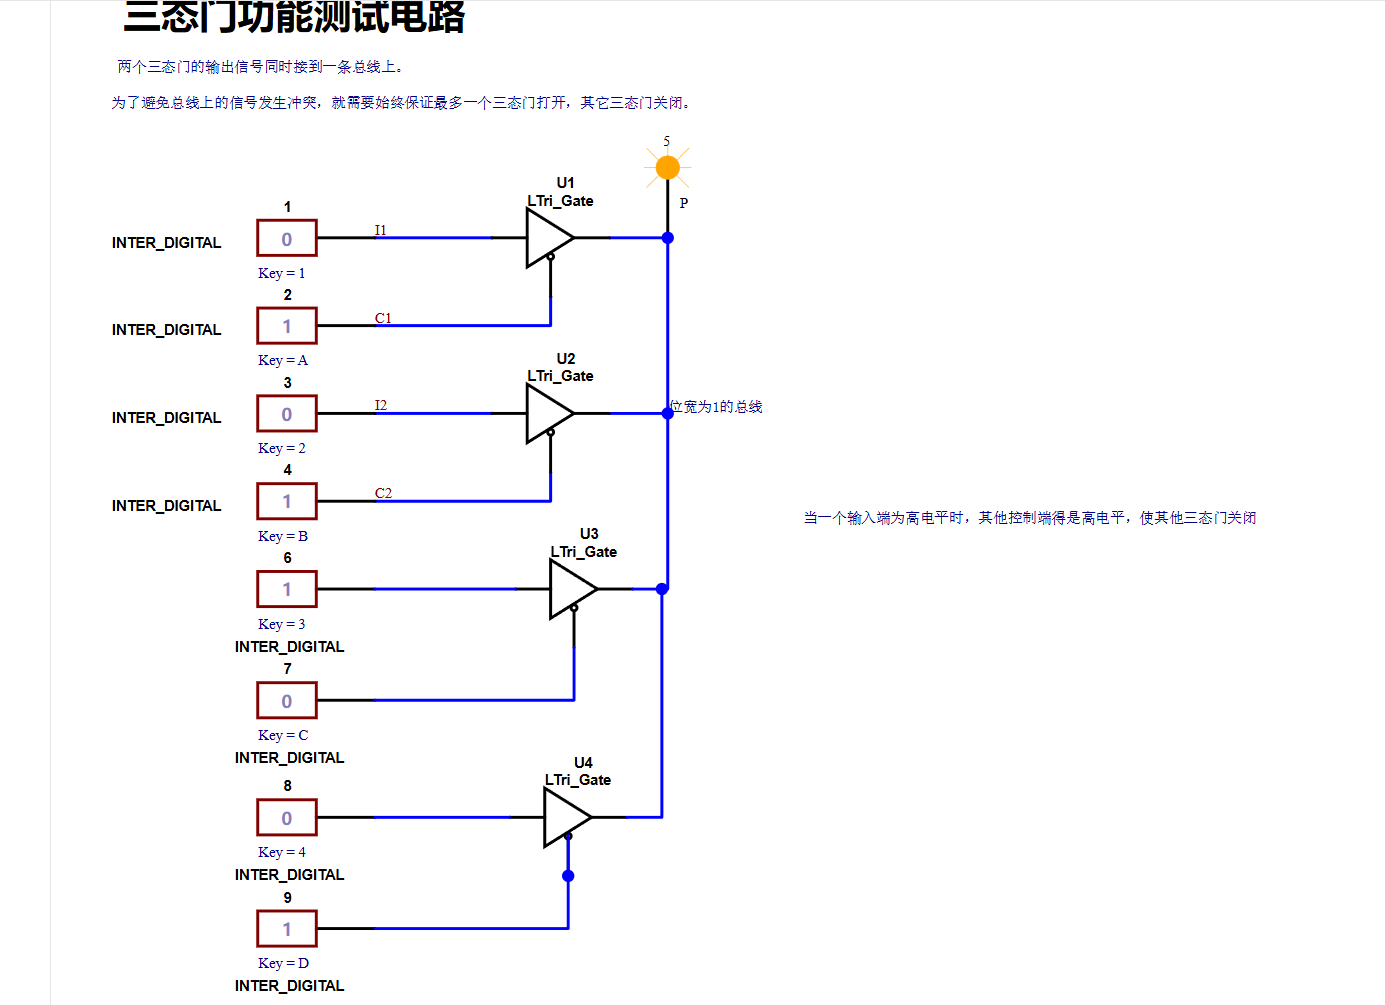 三态门功能测试电路
两个三态门的输出信号同时接到一条总线上。
为了避免总线上的信号发生冲突，就需要始终保证最多一个三态门打开，其它三态门关闭。
5
P
U1
LTri_Gate
1
INTER_DIGITAL
0
I1
Key = 1
2
INTER_DIGITAL
1
C1
Key = A
U2
LTri_Gate
3
INTER_DIGITAL
0
I2
位宽为1的总线
Key = 2
4
INTER_DIGITAL
1
C2
Key = B
当一个输入端为高电平时，其他控制端得是高电平，使其他三态门关闭
U3
LTri_Gate
6
1
Key = 3
INTER_DIGITAL
7
0
Key = C
INTER_DIGITAL
U4
LTri_Gate
8
0
Key = 4
INTER_DIGITAL
9
1
Key = D
INTER_DIGITAL